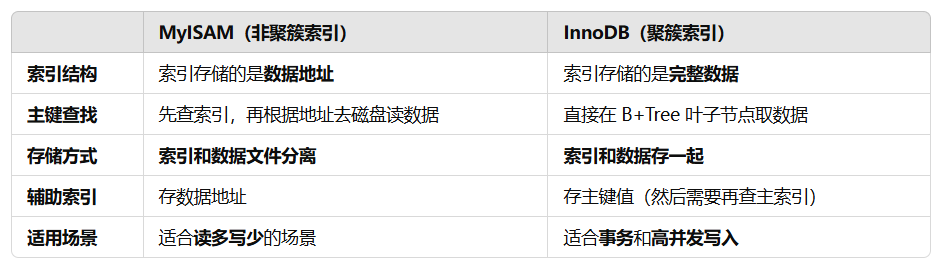 MyISAM（非聚簇索引） InnoDB（聚簇索引）
索引结构 索引存储的是数据地址 索引存储的是完整数据
主键查找 先查索引，再根据地址去磁盘读数据 直接在 B+Tree 叶子节点取数据
存储方式 索引和数据文件分离 索引和数据存一起
辅助索引 存数据地址 存主键值（然后需要再查主索引）
适用场景 适合读多写少的场景 适合事务和高并发写入